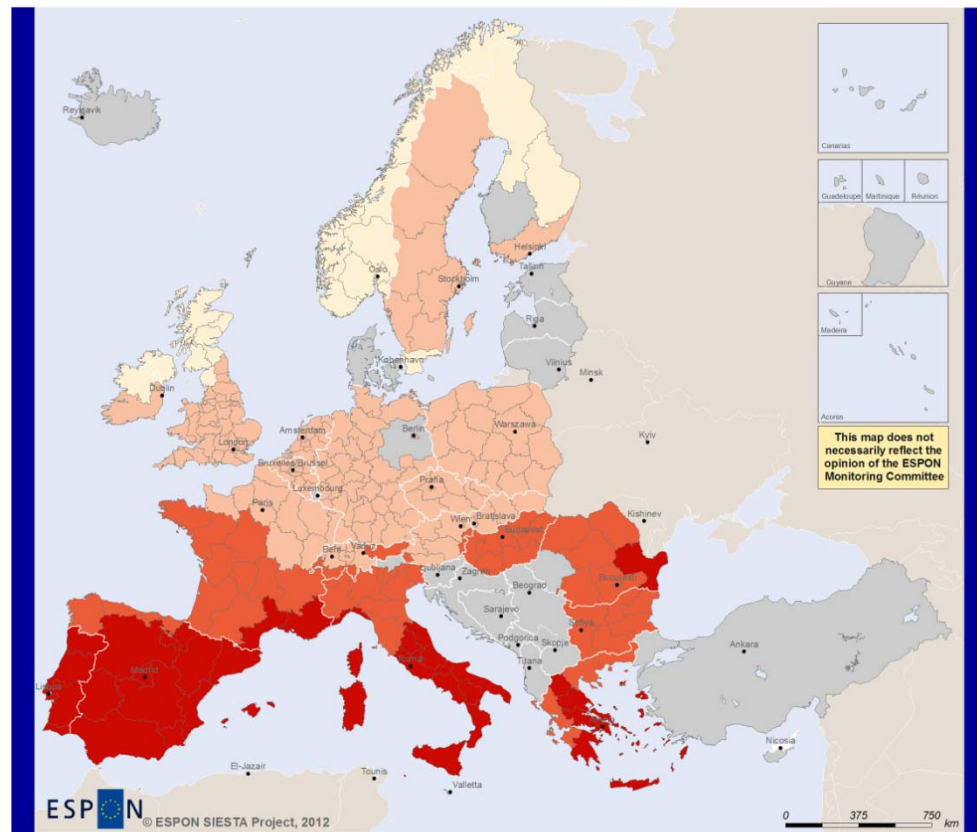 Reykjavik
Canarias
Guadeloupe
Martinique
Réunion
Guyane
Madeira
Acores
This map does not
necessarily reflect the
opinion of the ESPON
Monitoring Committee
Oslo
Helsinki
Tallinn
Stockholm
Riga
København
Vilnius
Minsk
Dublin
Berlin
Amsterdam
Warszawa
London
Bruxelles/Brussel
Kyiv
Luxembourg
Praha
Paris
Wien
Bratislava
Kishinev
Budapest
Bern
Vaduz
Ljubljana
Zagreb
Beograd
Bucuresti
Sarajevo
Sofiya
Podgorica
Skopje
Roma
Tirana
Ankara
Madrid
Lisboa
Nicosia
El-Jazair
Tounis
Valletta
ESPON
© ESPON SIESTA Project, 2012
0 375 750
km